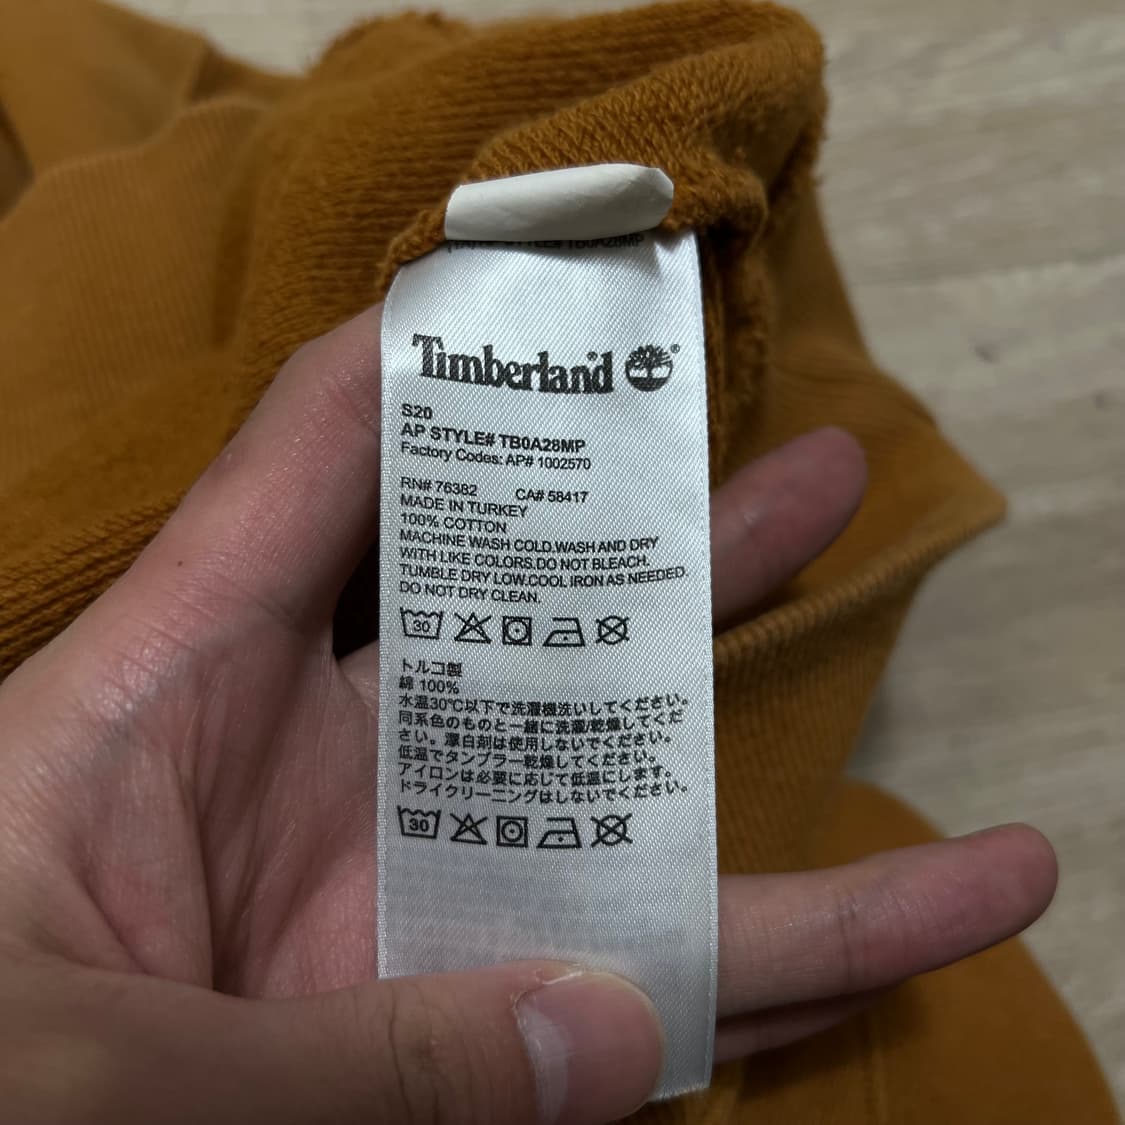 STYLE# TB0A28MP
Timberland ®
S20
AP STYLE# TB0A28MP
Factory Codes: AP# 1002570
RN# 76382 CA# 58417
MADE IN TURKEY
100% COTTON
MACHINE WASH COLD.WASH AND DRY
WITH LIKE COLORS.DO NOT BLEACH.
TUMBLE DRY LOW.COOL IRON AS NEEDED.
DO NOT DRY CLEAN.
30
トルコ製
綿 100%
水温30℃以下で洗濯機洗いしてください。
同系色のものと一緒に洗濯/乾燥してくだ
さい。漂白剤は使用しないでください。
低温でタンブラー乾燥してください。
アイロンは必要に応じて低温にします。
ドライクリーニングはしないでください。
30